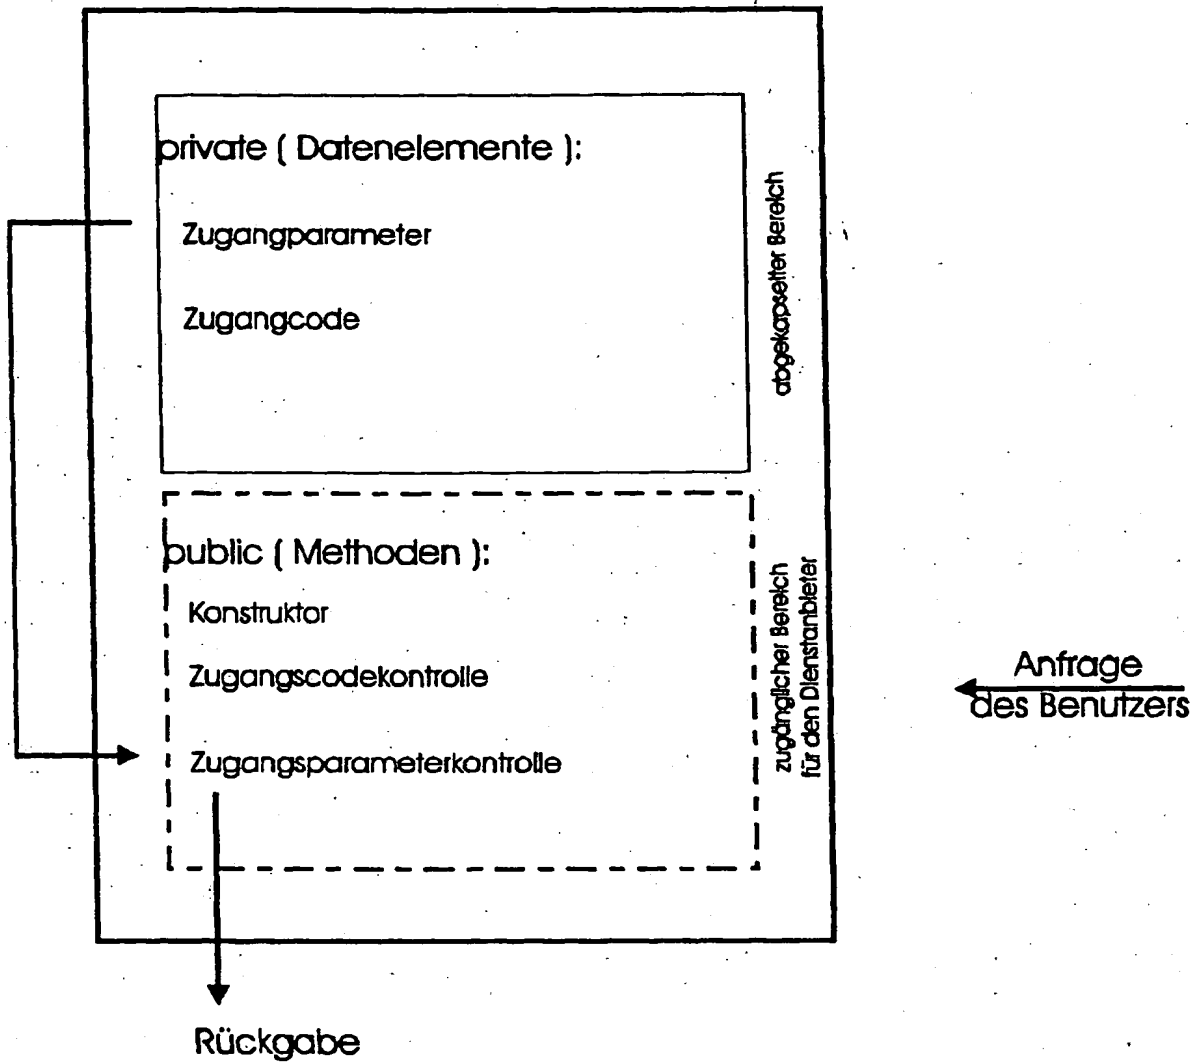 private ( Datenelemente ):
Zugangparameter
Zugangcode
abgekapselter Bereich
public ( Methoden ):
Konstruktor
Zugangscodekontrolle
Zugangsparameterkontrolle
zugänglicher Bereich
für den Dienstanbieter
Anfrage
des Benutzers
Rückgabe